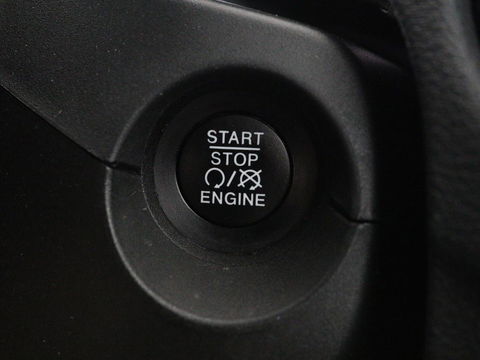 START
STOP
/
ENGINE